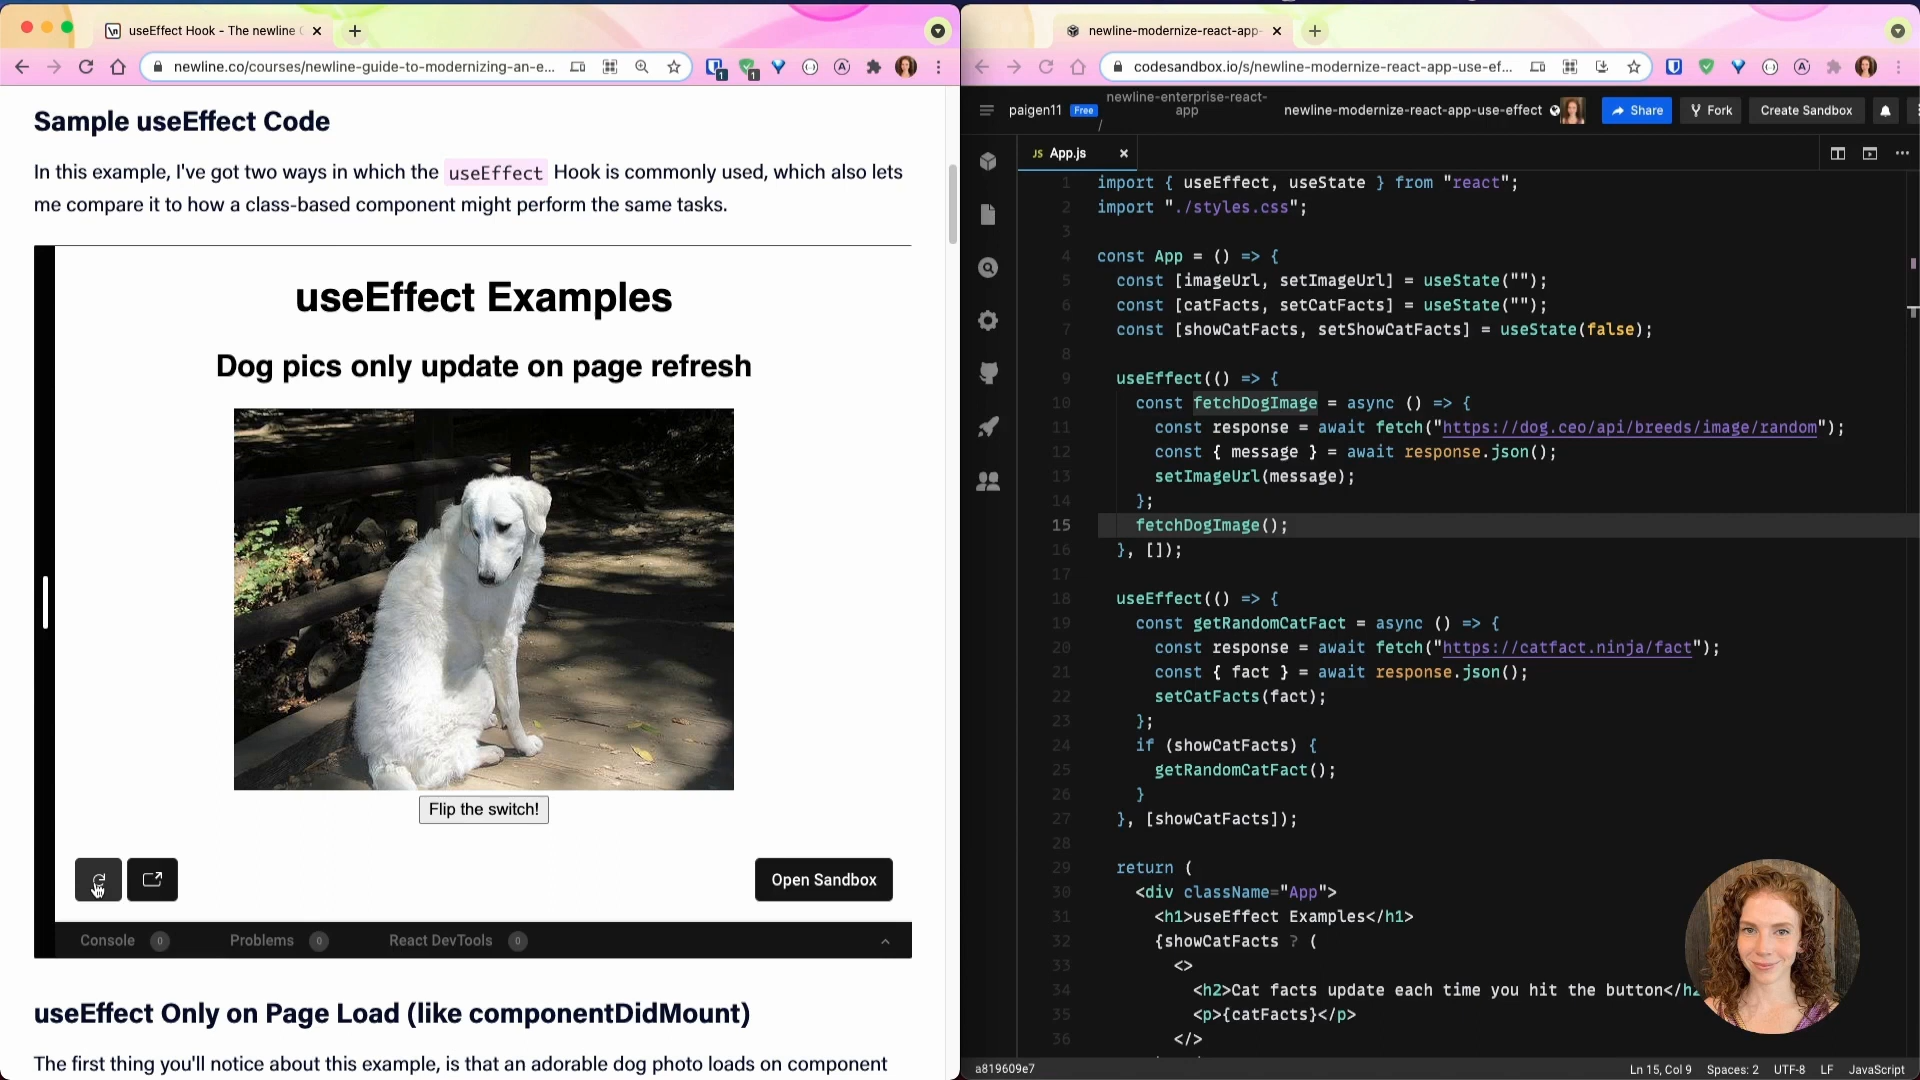 useEffect Hook - The newline
newline.co/courses/newline-guide-to-modernizing-an-e...
Sample useEffect Code
In this example, I've got two ways in which the useEffect Hook is commonly used, which also lets
me compare it to how a class-based component might perform the same tasks.
useEffect Examples
Dog pics only update on page refresh
Flip the switch!
Open Sandbox
Console 0 Problems 0 React DevTools 0
useEffect Only on Page Load (like componentDidMount)
The first thing you'll notice about this example, is that an adorable dog photo loads on component
newline-modernize-react-app-
codesandbox.io/s/newline-modernize-react-app-use-ef...
paigen11 Free newline-enterprise-react-app / newline-modernize-react-app-use-effect Share Fork Create Sandbox
JS App.js
1 import { useEffect, useState } from "react";
2 import "./styles.css";
3
4 const App = () => {
5 const [imageUrl, setImageUrl] = useState("");
6 const [catFacts, setCatFacts] = useState("");
7 const [showCatFacts, setShowCatFacts] = useState(false);
8
9 useEffect(() => {
10 const fetchDogImage = async () => {
11 const response = await fetch("https://dog.ceo/api/breeds/image/random");
12 const { message } = await response.json();
13 setImageUrl(message);
14 };
15 fetchDogImage();
16 }, []);
17
18 useEffect(() => {
19 const getRandomCatFact = async () => {
20 const response = await fetch("https://catfact.ninja/fact");
21 const { fact } = await response.json();
22 setCatFacts(fact);
23 };
24 if (showCatFacts) {
25 getRandomCatFact();
26 }
27 }, [showCatFacts]);
28
29 return (
30 <div className="App">
31 <h1>useEffect Examples</h1>
32 {showCatFacts ? (
33 <>
34 <h2>Cat facts update each time you hit the button</h2
35 <p>{catFacts}</p>
36 </>
a819609e7 Ln 15, Col 9 Spaces: 2 UTF-8 LF JavaScript